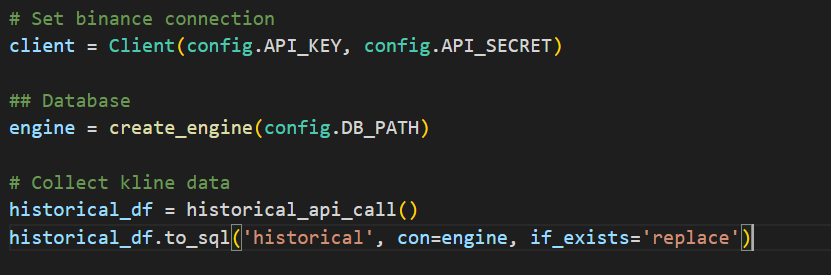 # Set binance connection
client = Client(config.API_KEY, config.API_SECRET)
## Database
engine = create_engine(config.DB_PATH)
# Collect kline data
historical_df = historical_api_call()
historical_df.to_sql('historical', con=engine, if_exists='replace')